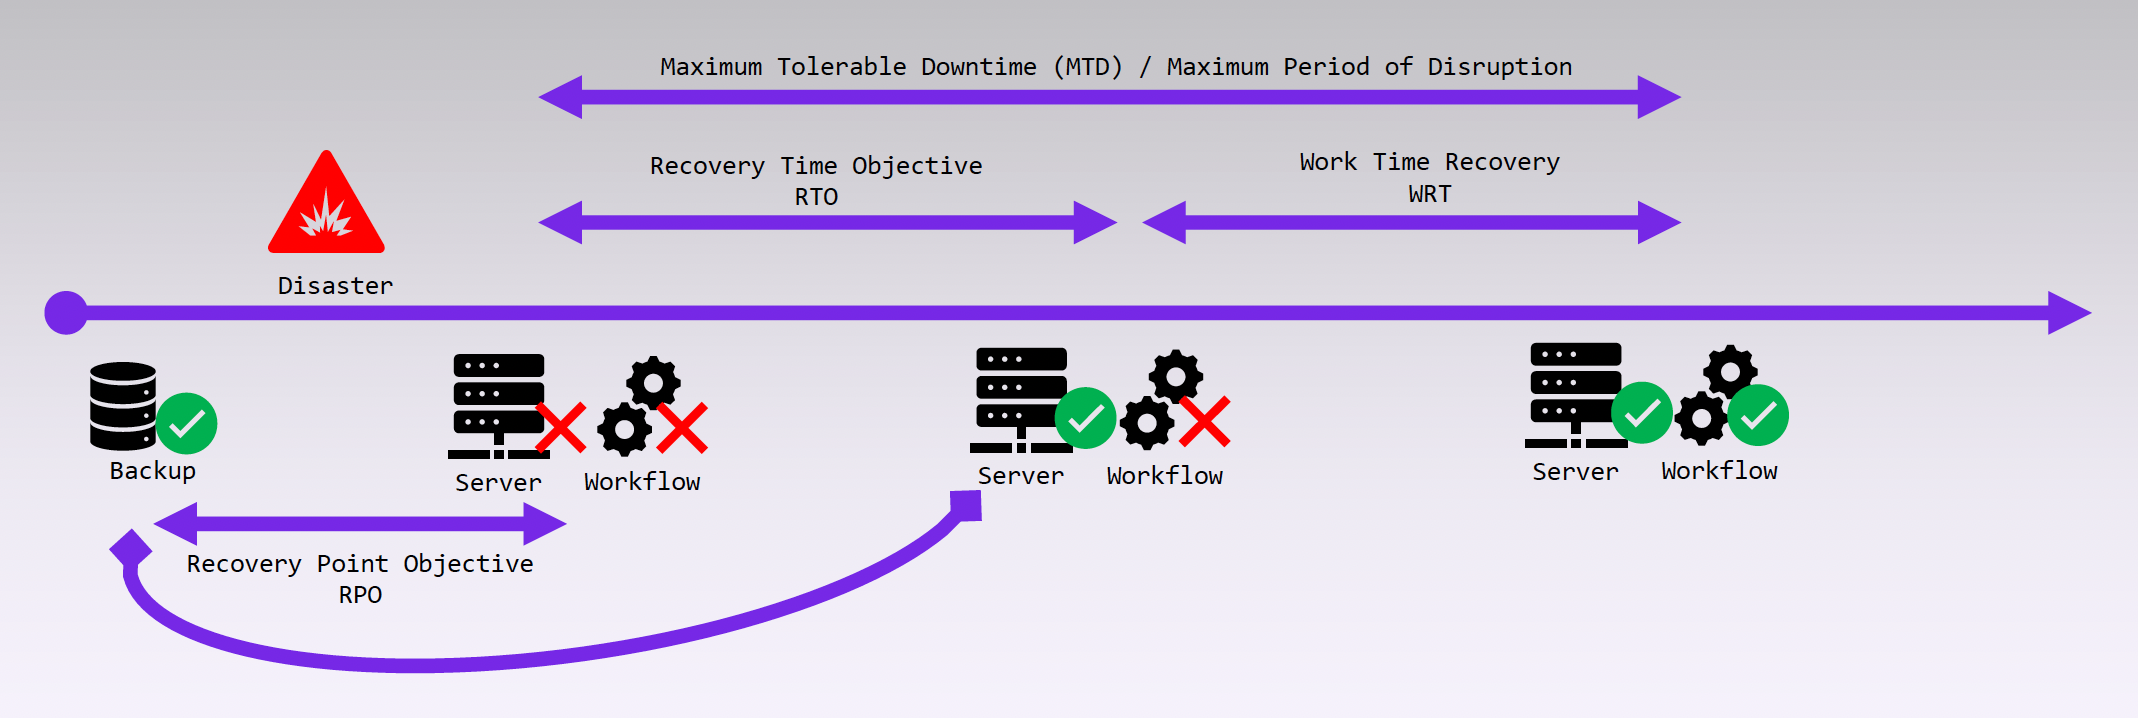 Maximum Tolerable Downtime (MTD) / Maximum Period of Disruption
Recovery Time Objective
RTO
Work Time Recovery
WRT
Disaster
Backup
Server
Workflow
Server
Workflow
Server
Workflow
Recovery Point Objective
RPO